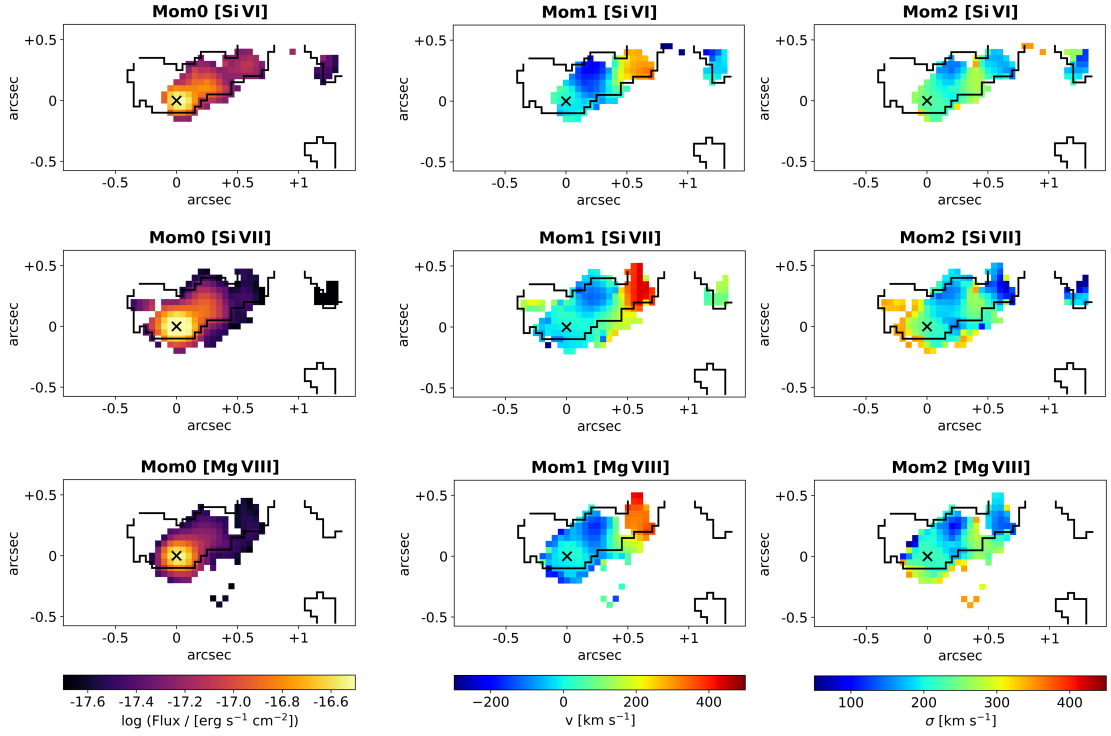 Mom0 [Si VI] Mom1 [Si VI] Mom2 [Si VI]
+0.5 +0.5 +0.5
arcsec arcsec arcsec
0 0 0
-0.5 -0.5 -0.5
-0.5 0 +0.5 +1 -0.5 0 +0.5 +1 -0.5 0 +0.5 +1
arcsec arcsec arcsec
Mom0 [Si VII] Mom1 [Si VII] Mom2 [Si VII]
+0.5 +0.5 +0.5
arcsec arcsec arcsec
0 0 0
-0.5 -0.5 -0.5
-0.5 0 +0.5 +1 -0.5 0 +0.5 +1 -0.5 0 +0.5 +1
arcsec arcsec arcsec
Mom0 [Mg VIII] Mom1 [Mg VIII] Mom2 [Mg VIII]
+0.5 +0.5 +0.5
arcsec arcsec arcsec
0 0 0
-0.5 -0.5 -0.5
-0.5 0 +0.5 +1 -0.5 0 +0.5 +1 -0.5 0 +0.5 +1
arcsec arcsec arcsec
-17.6 -17.4 -17.2 -17.0 -16.8 -16.6 −200 0 200 400 100 200 300 400
log (Flux / [erg s⁻¹ cm⁻²]) v [km s⁻¹] σ [km s⁻¹]